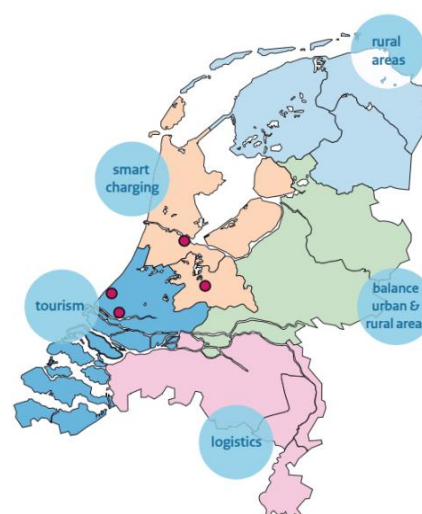 rural
areas
smart
charging
tourism
balance
urban &
rural area
logistics